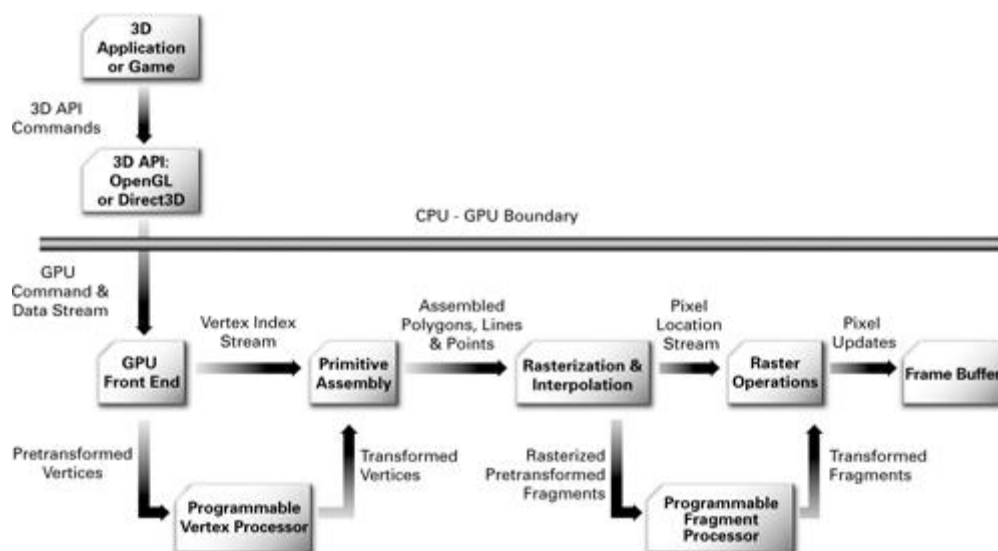 3D
Application
or Game
3D API
Commands
3D API:
OpenGL
or Direct3D
CPU - GPU Boundary
GPU
Command &
Data Stream
Vertex Index
Stream
Assembled
Polygons, Lines
& Points
Pixel
Location
Stream
Pixel
Updates
GPU
Front End
Primitive
Assembly
Rasterization &
Interpolation
Raster
Operations
Frame Buffer
Pretransformed
Vertices
Transformed
Vertices
Rasterized
Pretransformed
Fragments
Transformed
Fragments
Programmable
Vertex Processor
Programmable
Fragment
Processor